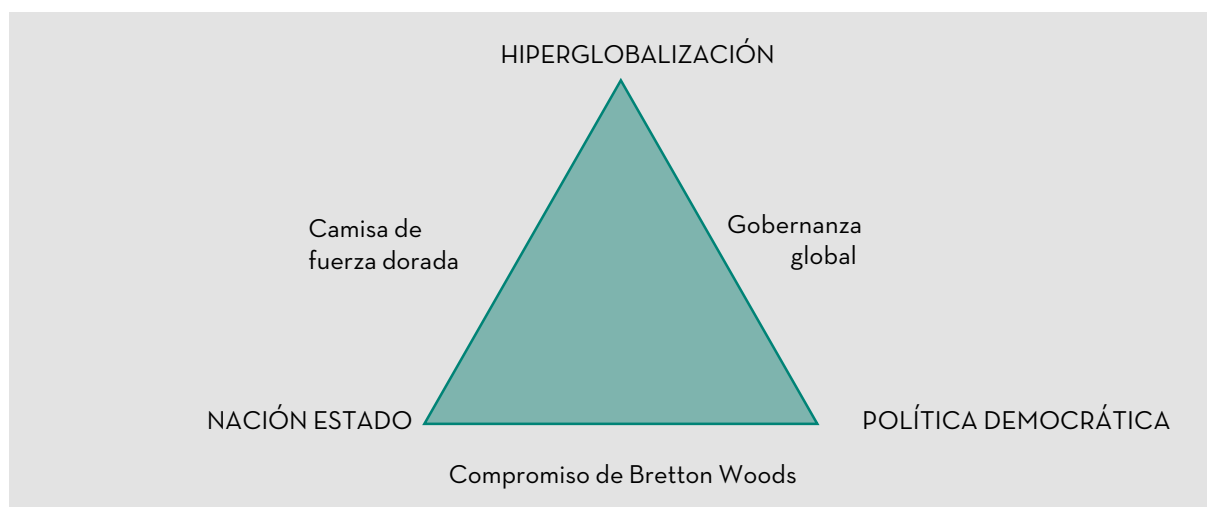 HIPERGLOBALIZACIÓN
Camisa de
fuerza dorada
Gobernanza
global
NACIÓN ESTADO
POLÍTICA DEMOCRÁTICA
Compromiso de Bretton Woods